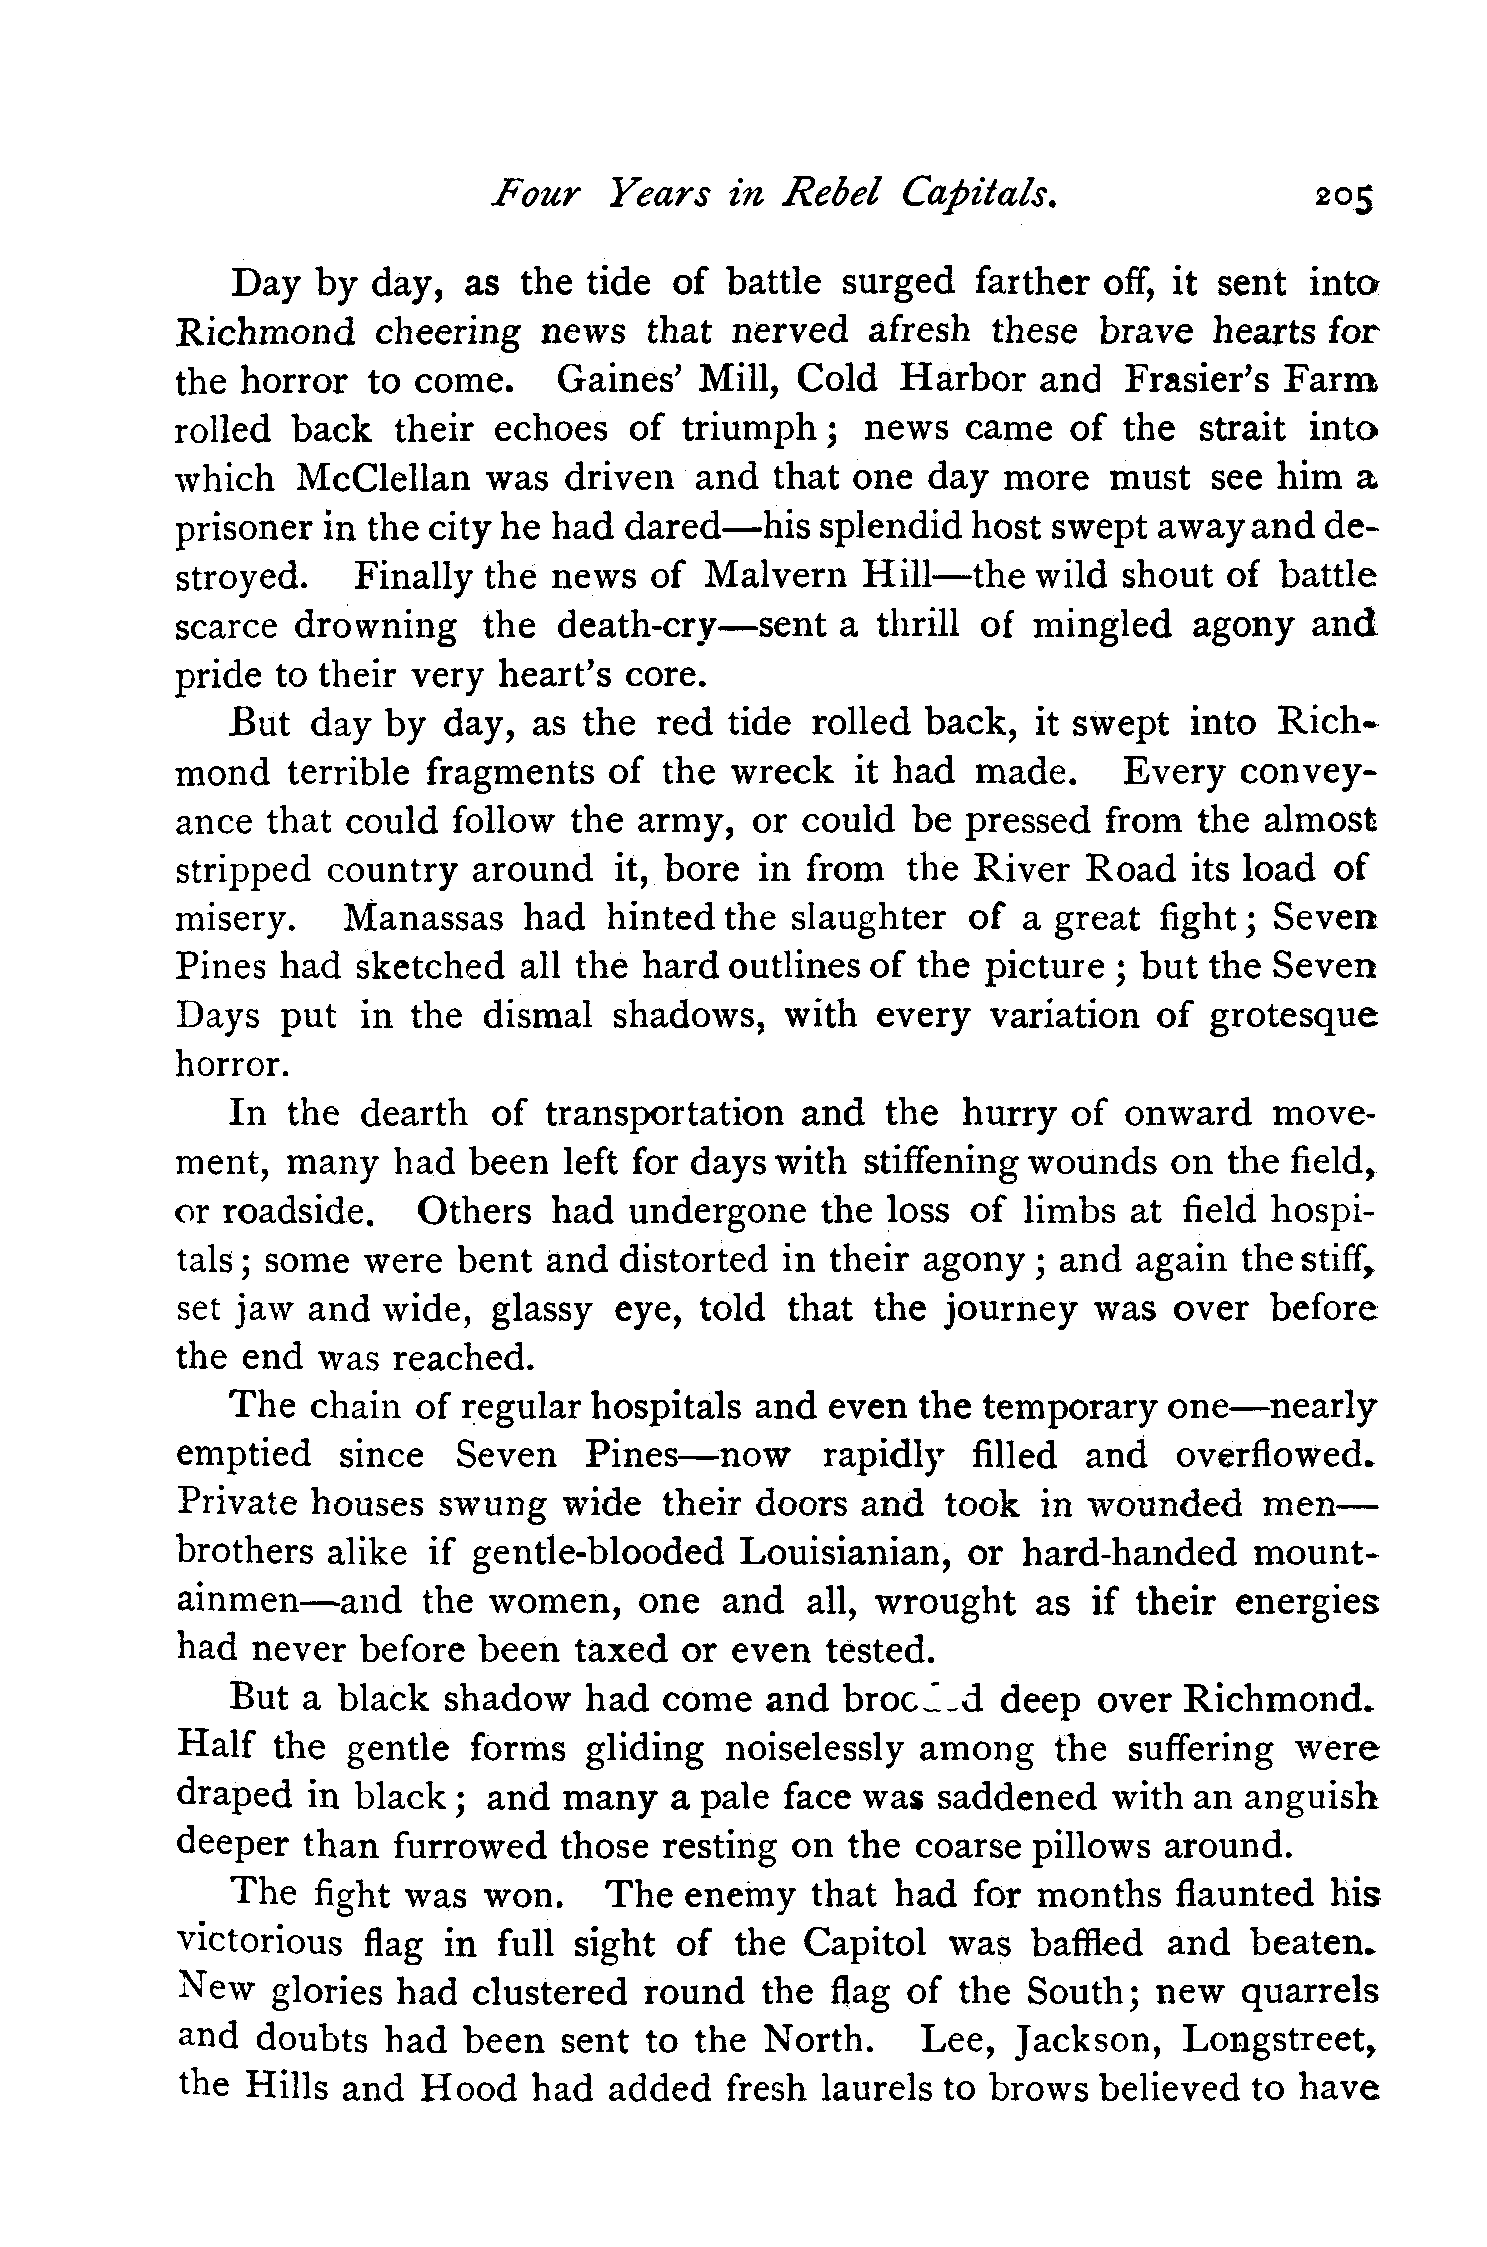 Four Years in Rebel Capitals. 205
Day by day, as the tide of battle surged farther off, it sent into
Richmond cheering news that nerved afresh these brave hearts for
the horror to come. Gaines' Mill, Cold Harbor and Frasier's Farm
rolled back their echoes of triumph; news came of the strait into
which McClellan was driven and that one day more must see him a
prisoner in the city he had dared—his splendid host swept away and de-
stroyed. Finally the news of Malvern Hill—the wild shout of battle
scarce drowning the death-cry—sent a thrill of mingled agony and
pride to their very heart's core.
But day by day, as the red tide rolled back, it swept into Rich-
mond terrible fragments of the wreck it had made. Every convey-
ance that could follow the army, or could be pressed from the almost
stripped country around it, bore in from the River Road its load of
misery. Manassas had hinted the slaughter of a great fight; Seven
Pines had sketched all the hard outlines of the picture; but the Seven
Days put in the dismal shadows, with every variation of grotesque
horror.
In the dearth of transportation and the hurry of onward move-
ment, many had been left for days with stiffening wounds on the field,
or roadside. Others had undergone the loss of limbs at field hospi-
tals; some were bent and distorted in their agony; and again the stiff,
set jaw and wide, glassy eye, told that the journey was over before
the end was reached.
The chain of regular hospitals and even the temporary one—nearly
emptied since Seven Pines—now rapidly filled and overflowed.
Private houses swung wide their doors and took in wounded men—
brothers alike if gentle-blooded Louisianian, or hard-handed mount-
ainmen—and the women, one and all, wrought as if their energies
had never before been taxed or even tested.
But a black shadow had come and deep over Richmond.
Half the gentle forms gliding noiselessly among the suffering were
draped in black; and many a pale face was saddened with an anguish
deeper than furrowed those resting on the coarse pillows around.
The fight was won. The enemy that had for months flaunted his
victorious flag in full sight of the Capitol was baffled and beaten.
New glories had clustered round the flag of the South; new quarrels
and doubts had been sent to the North. Lee, Jackson, Longstreet,
the Hills and Hood had added fresh laurels to brows believed to have